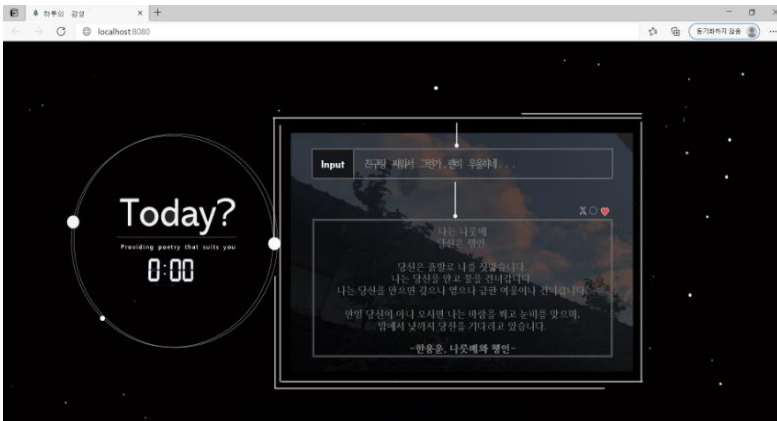 하루의 감성
localhost:8080
동기화하지 않음
Today?
Providing poetry that suits you
0:00
Input 친구랑 싸워서 그런가, 괜히 우울하네...
나는 나룻배
당신은 행인.
당신은 흙발로 나를 짓밟습니다.
나는 당신을 안고 물을 건너갑니다.
나는 당신을 안으면 깊으나 옅으나 급한 여울이나 건너갑니다.
만일 당신이 아니 오시면 나는 바람을 쐬고 눈비를 맞으며,
밤에서 낮까지 당신을 기다리고 있습니다.
-한용운, 나룻배와 행인-